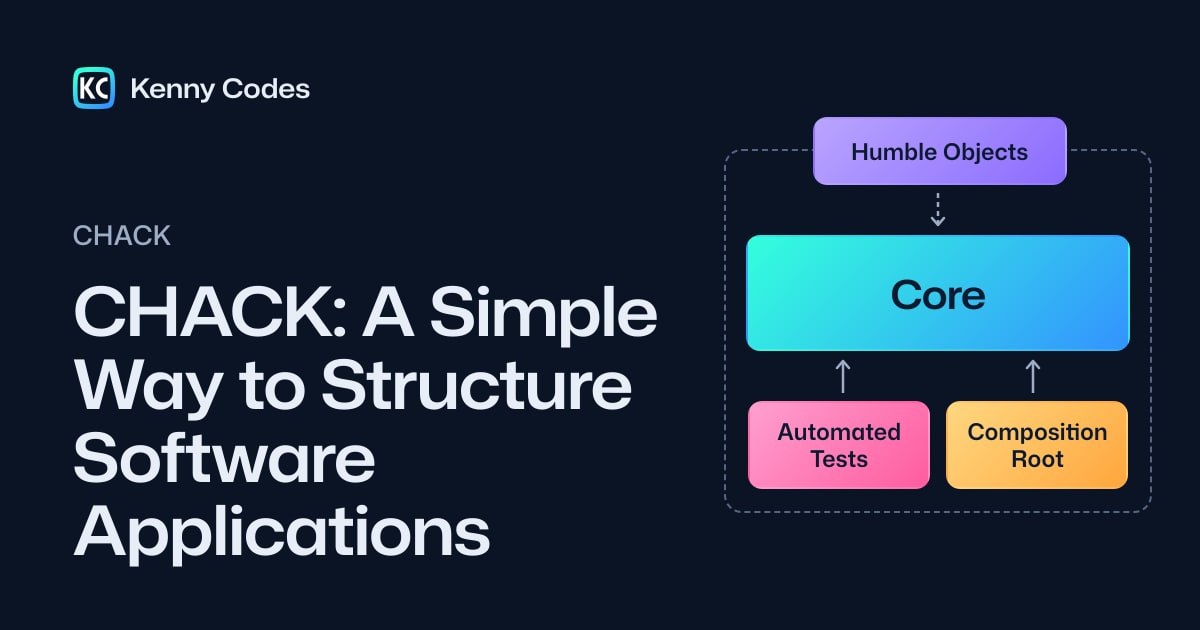 KC
Kenny Codes
CHACK
CHACK: A Simple
Way to Structure
Software
Applications
Humble Objects
Core
Automated
Tests
Composition
Root